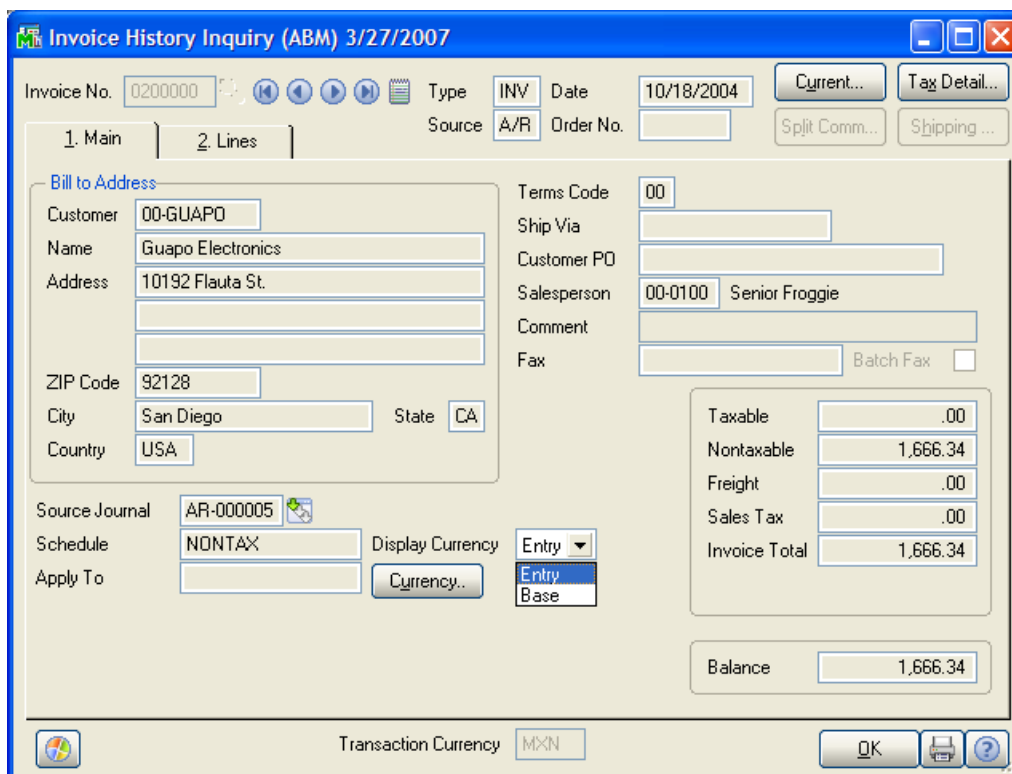 Invoice History Inquiry (ABM) 3/27/2007
Invoice No. 0200000 Type INV Date 10/18/2004 Current... Tax Detail...
Source A/R Order No. Split Comm... Shipping ...
1. Main 2. Lines
Bill to Address
Customer 00-GUAPO
Name Guapo Electronics
Address 10192 Flauta St.
ZIP Code 92128
City San Diego State CA
Country USA
Terms Code 00
Ship Via
Customer PO
Salesperson 00-0100 Senior Froggie
Comment
Fax Batch Fax
Source Journal AR-000005
Schedule NONTAX Display Currency Entry
Apply To Currency.. Entry
Base
Taxable .00
Nontaxable 1,666.34
Freight .00
Sales Tax .00
Invoice Total 1,666.34
Balance 1,666.34
Transaction Currency MXN OK